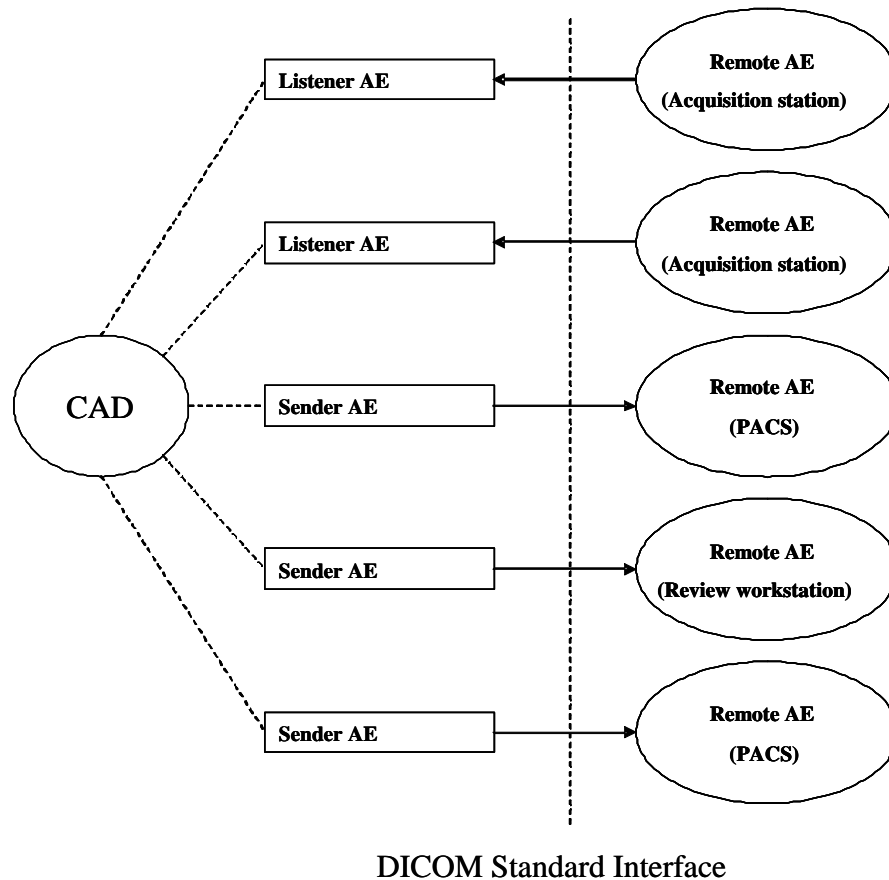 Listener AE
Remote AE
(Acquisition station)
Listener AE
Remote AE
(Acquisition station)
CAD
Sender AE
Remote AE
(PACS)
Sender AE
Remote AE
(Review workstation)
Sender AE
Remote AE
(PACS)
DICOM Standard Interface